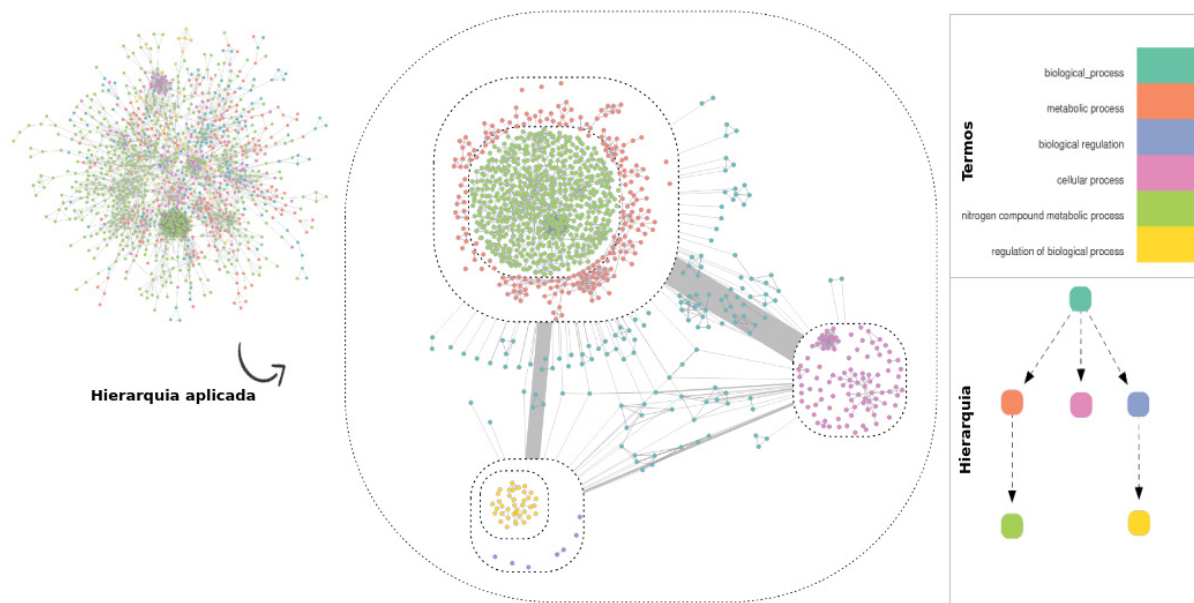 Hierarquia aplicada
Termos
biological_process
metabolic process
biological regulation
cellular process
nitrogen compound metabolic process
regulation of biological process
Hierarquia